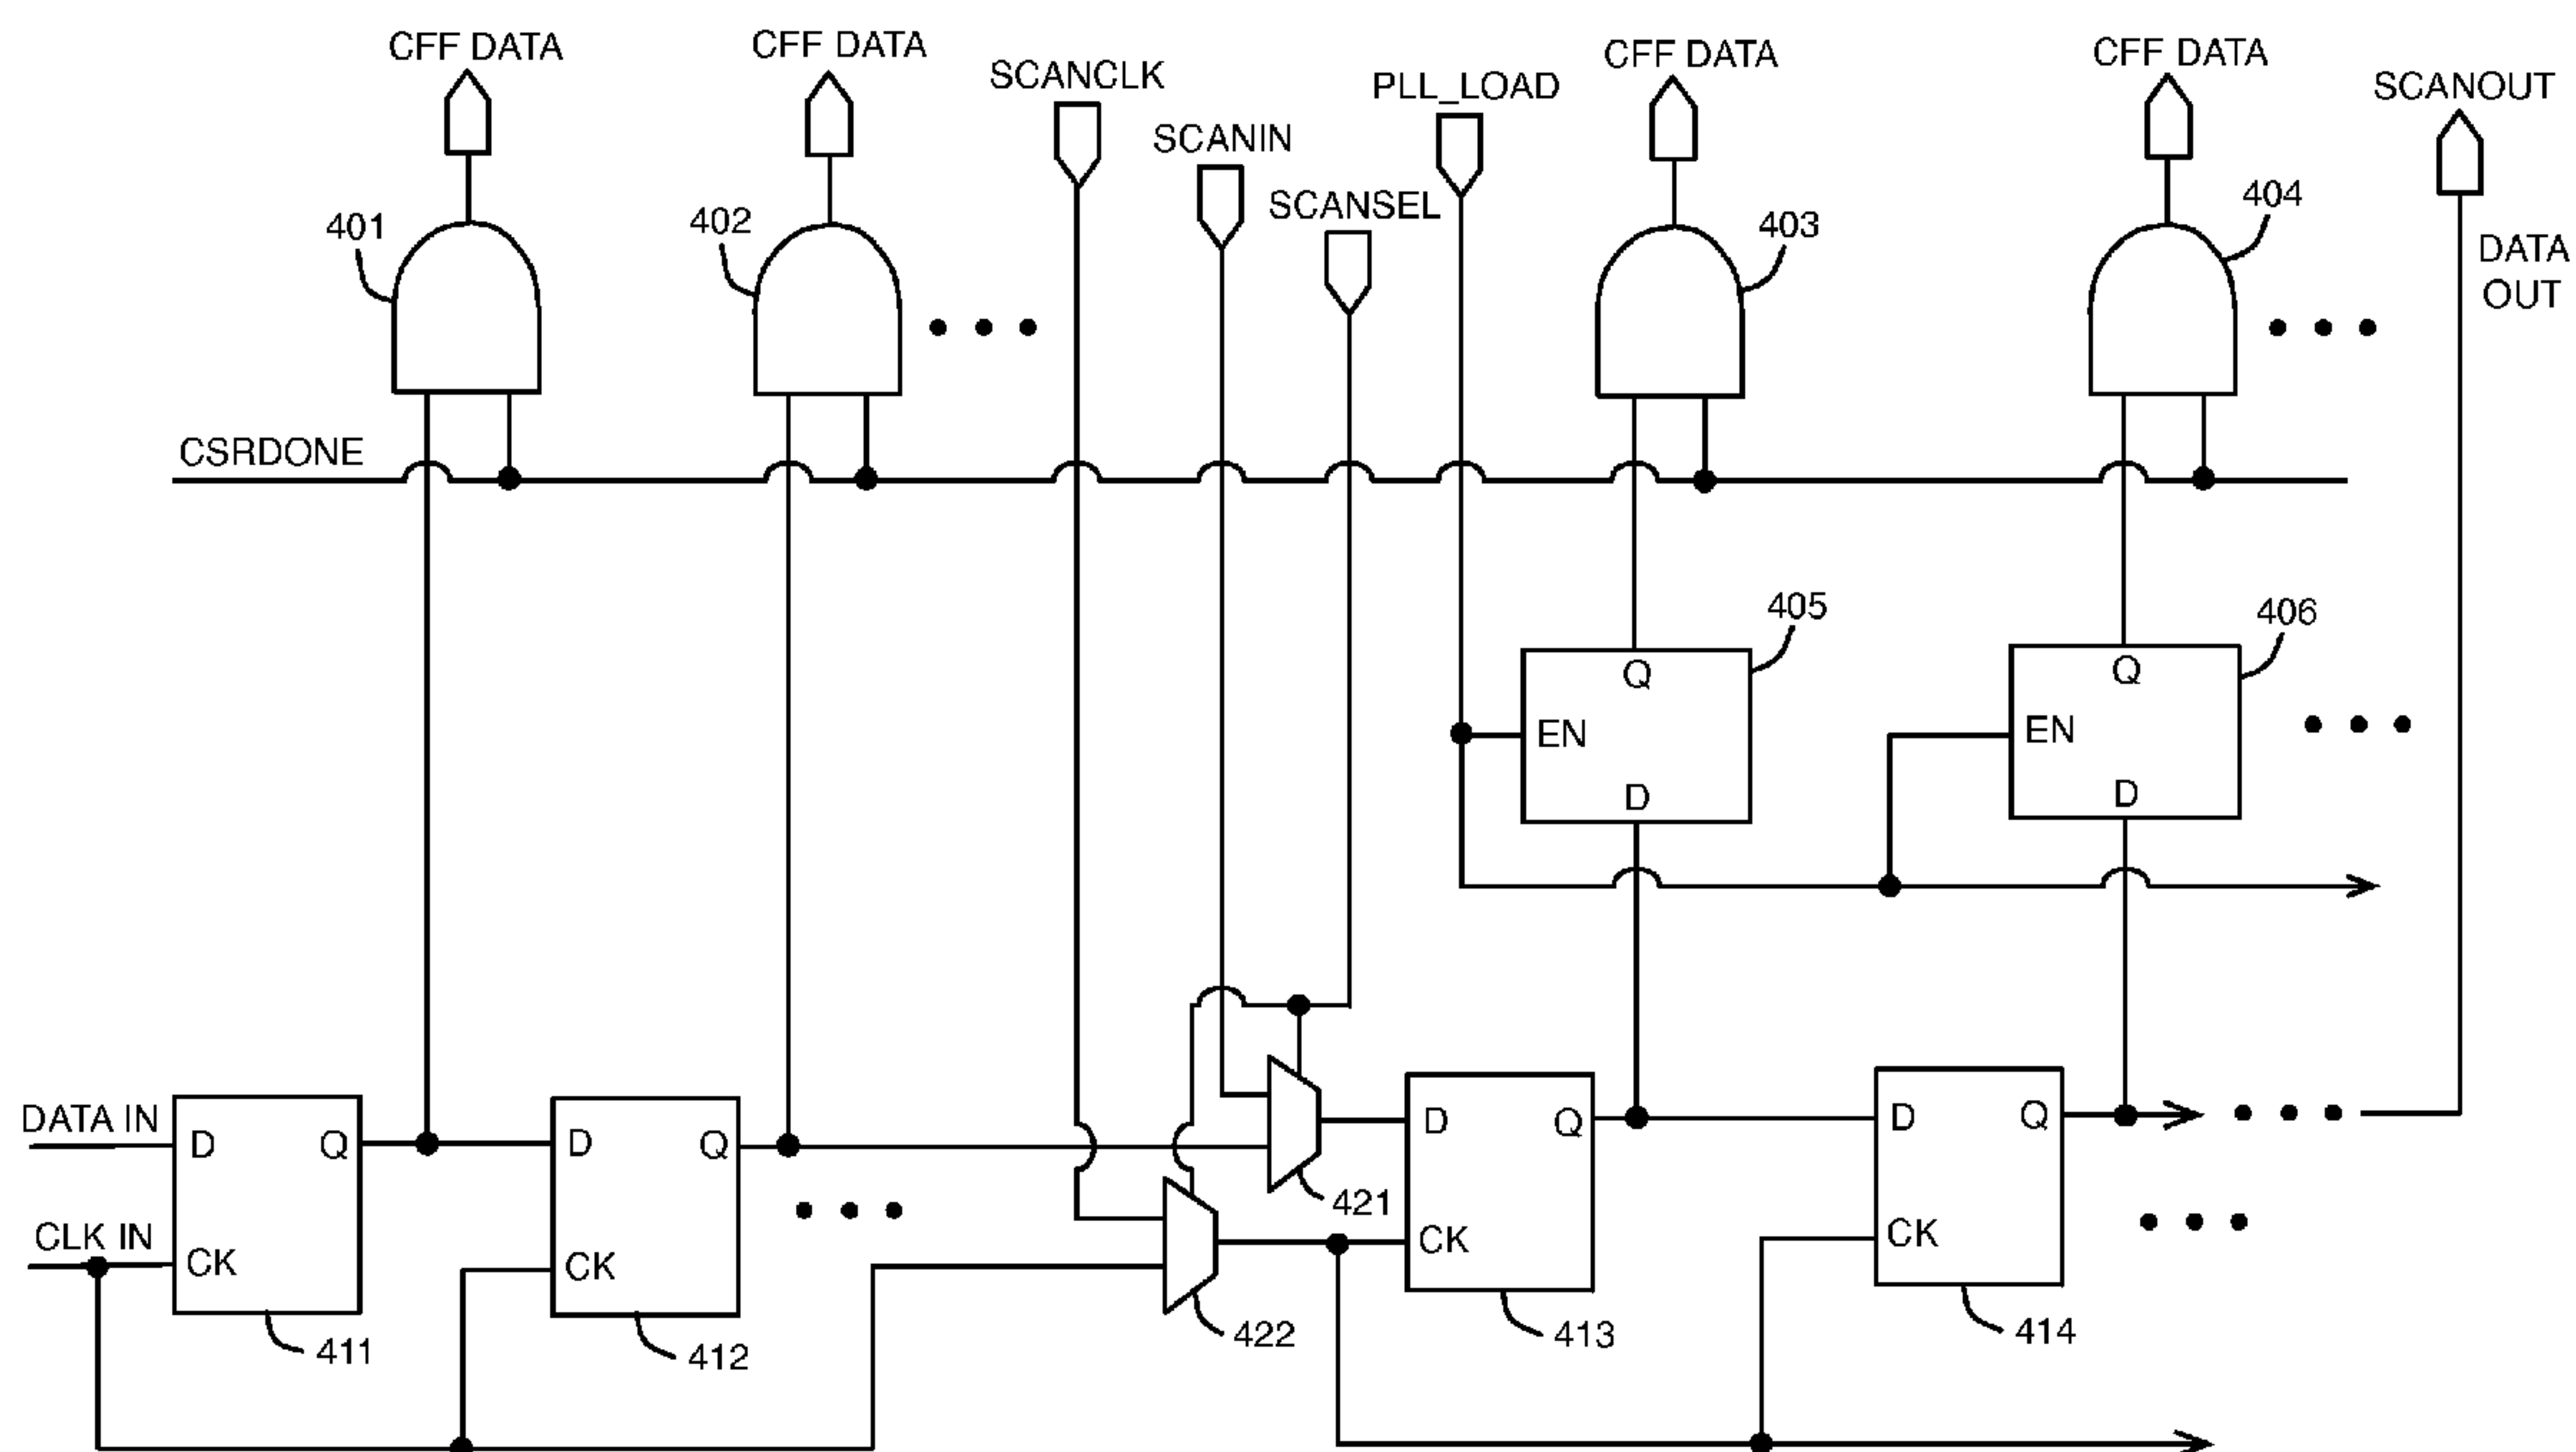 CFF DATA
CFF DATA
SCANCLK
SCANIN
SCANSEL
PLL_LOAD
CFF DATA
CFF DATA
SCANOUT
401
402
403
404
DATA
OUT
CSRDONE
405
406
Q
EN
D
Q
EN
D
DATA IN
D
Q
D
Q
421
D
Q
D
Q
CLK IN
CK
CK
CK
CK
411
412
422
413
414